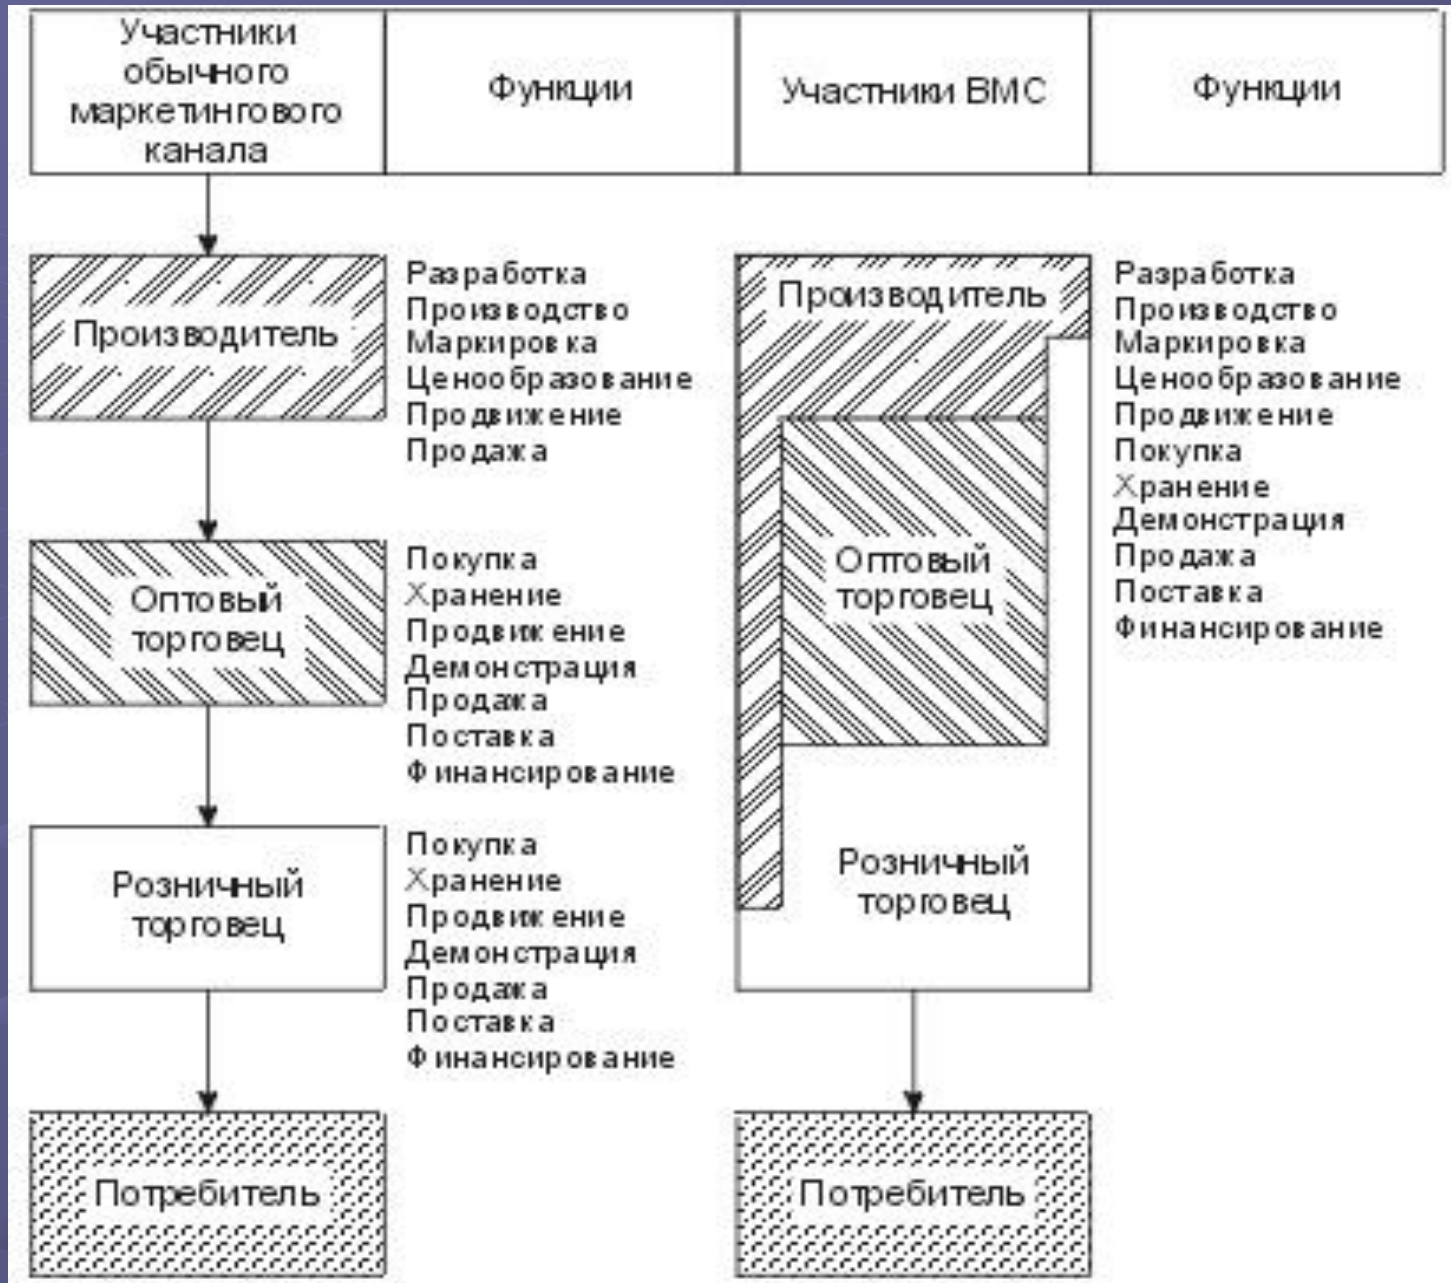 Участники
обычного
маркетингового
канала
Функции
Участники ВМС
Функции
Производитель
Разработка
Производство
Маркировка
Ценообразование
Продвижение
Продажа
Оптовый
торговец
Покупка
Хранение
Продвижение
Демонстрация
Продажа
Поставка
Финансирование
Розничный
торговец
Покупка
Хранение
Продвижение
Демонстрация
Продажа
Поставка
Финансирование
Потребитель
Производитель
Оптовый
торговец
Розничный
торговец
Разработка
Производство
Маркировка
Ценообразование
Продвижение
Покупка
Хранение
Демонстрация
Продажа
Поставка
Финансирование
Потребитель